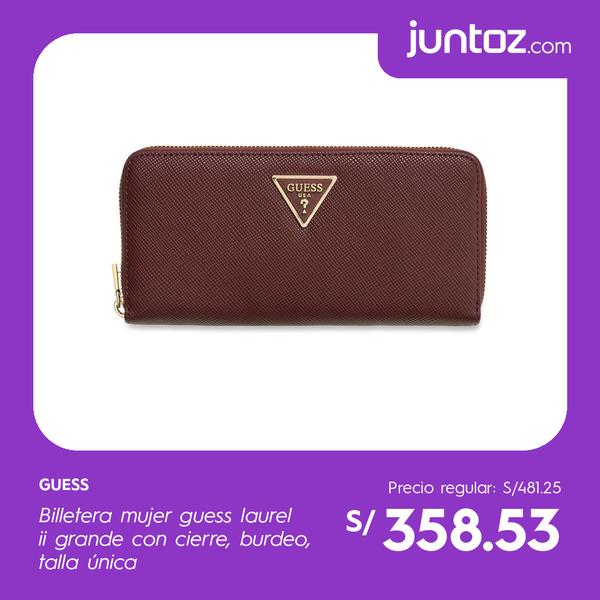 juntoz.com
GUESS
USA
?
GUESS
Billetera mujer guess laurel
ii grande con cierre, burdeo,
talla única
Precio regular: S/481.25
S/ 358.53